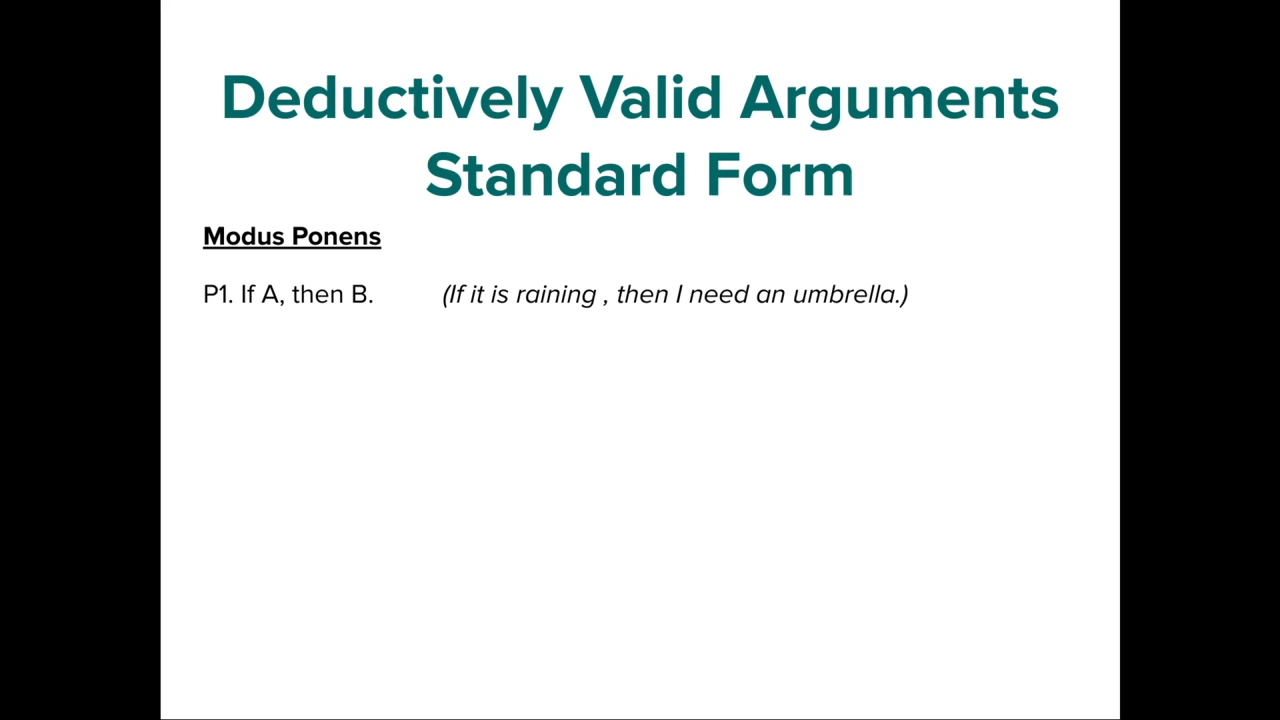 Deductively Valid Arguments
Standard Form
Modus Ponens
P1. If A, then B. (If it is raining , then I need an umbrella.)